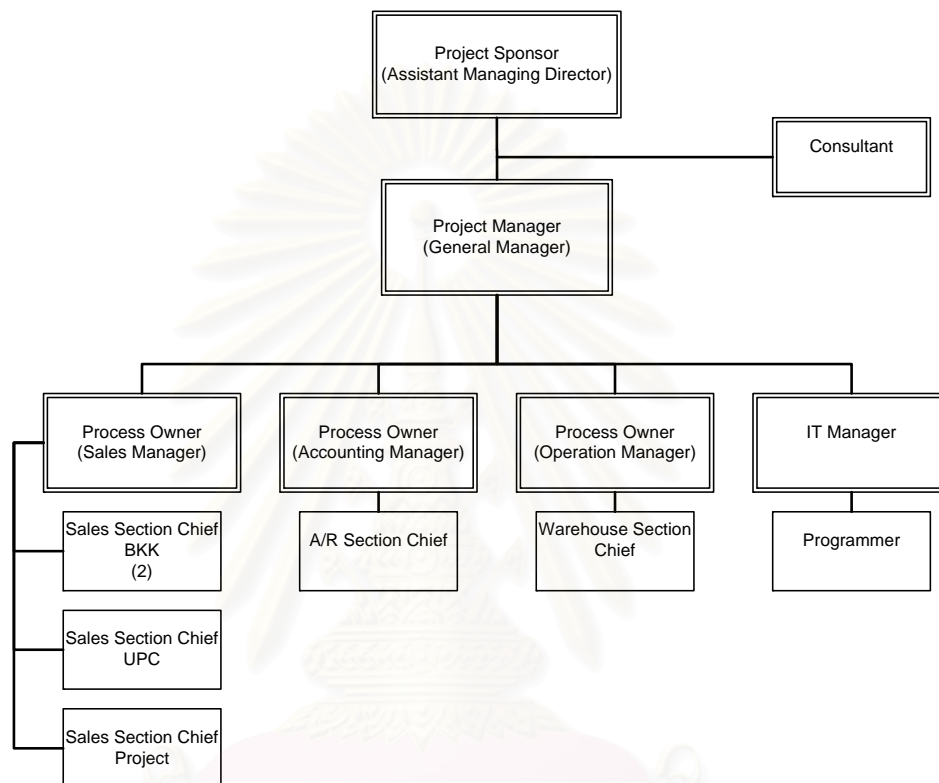 Project Sponsor
(Assistant Managing Director)
Consultant
Project Manager
(General Manager)
Process Owner
(Sales Manager)
Process Owner
(Accounting Manager)
Process Owner
(Operation Manager)
IT Manager
Sales Section Chief
BKK
(2)
A/R Section Chief
Warehouse Section
Chief
Programmer
Sales Section Chief
UPC
Sales Section Chief
Project